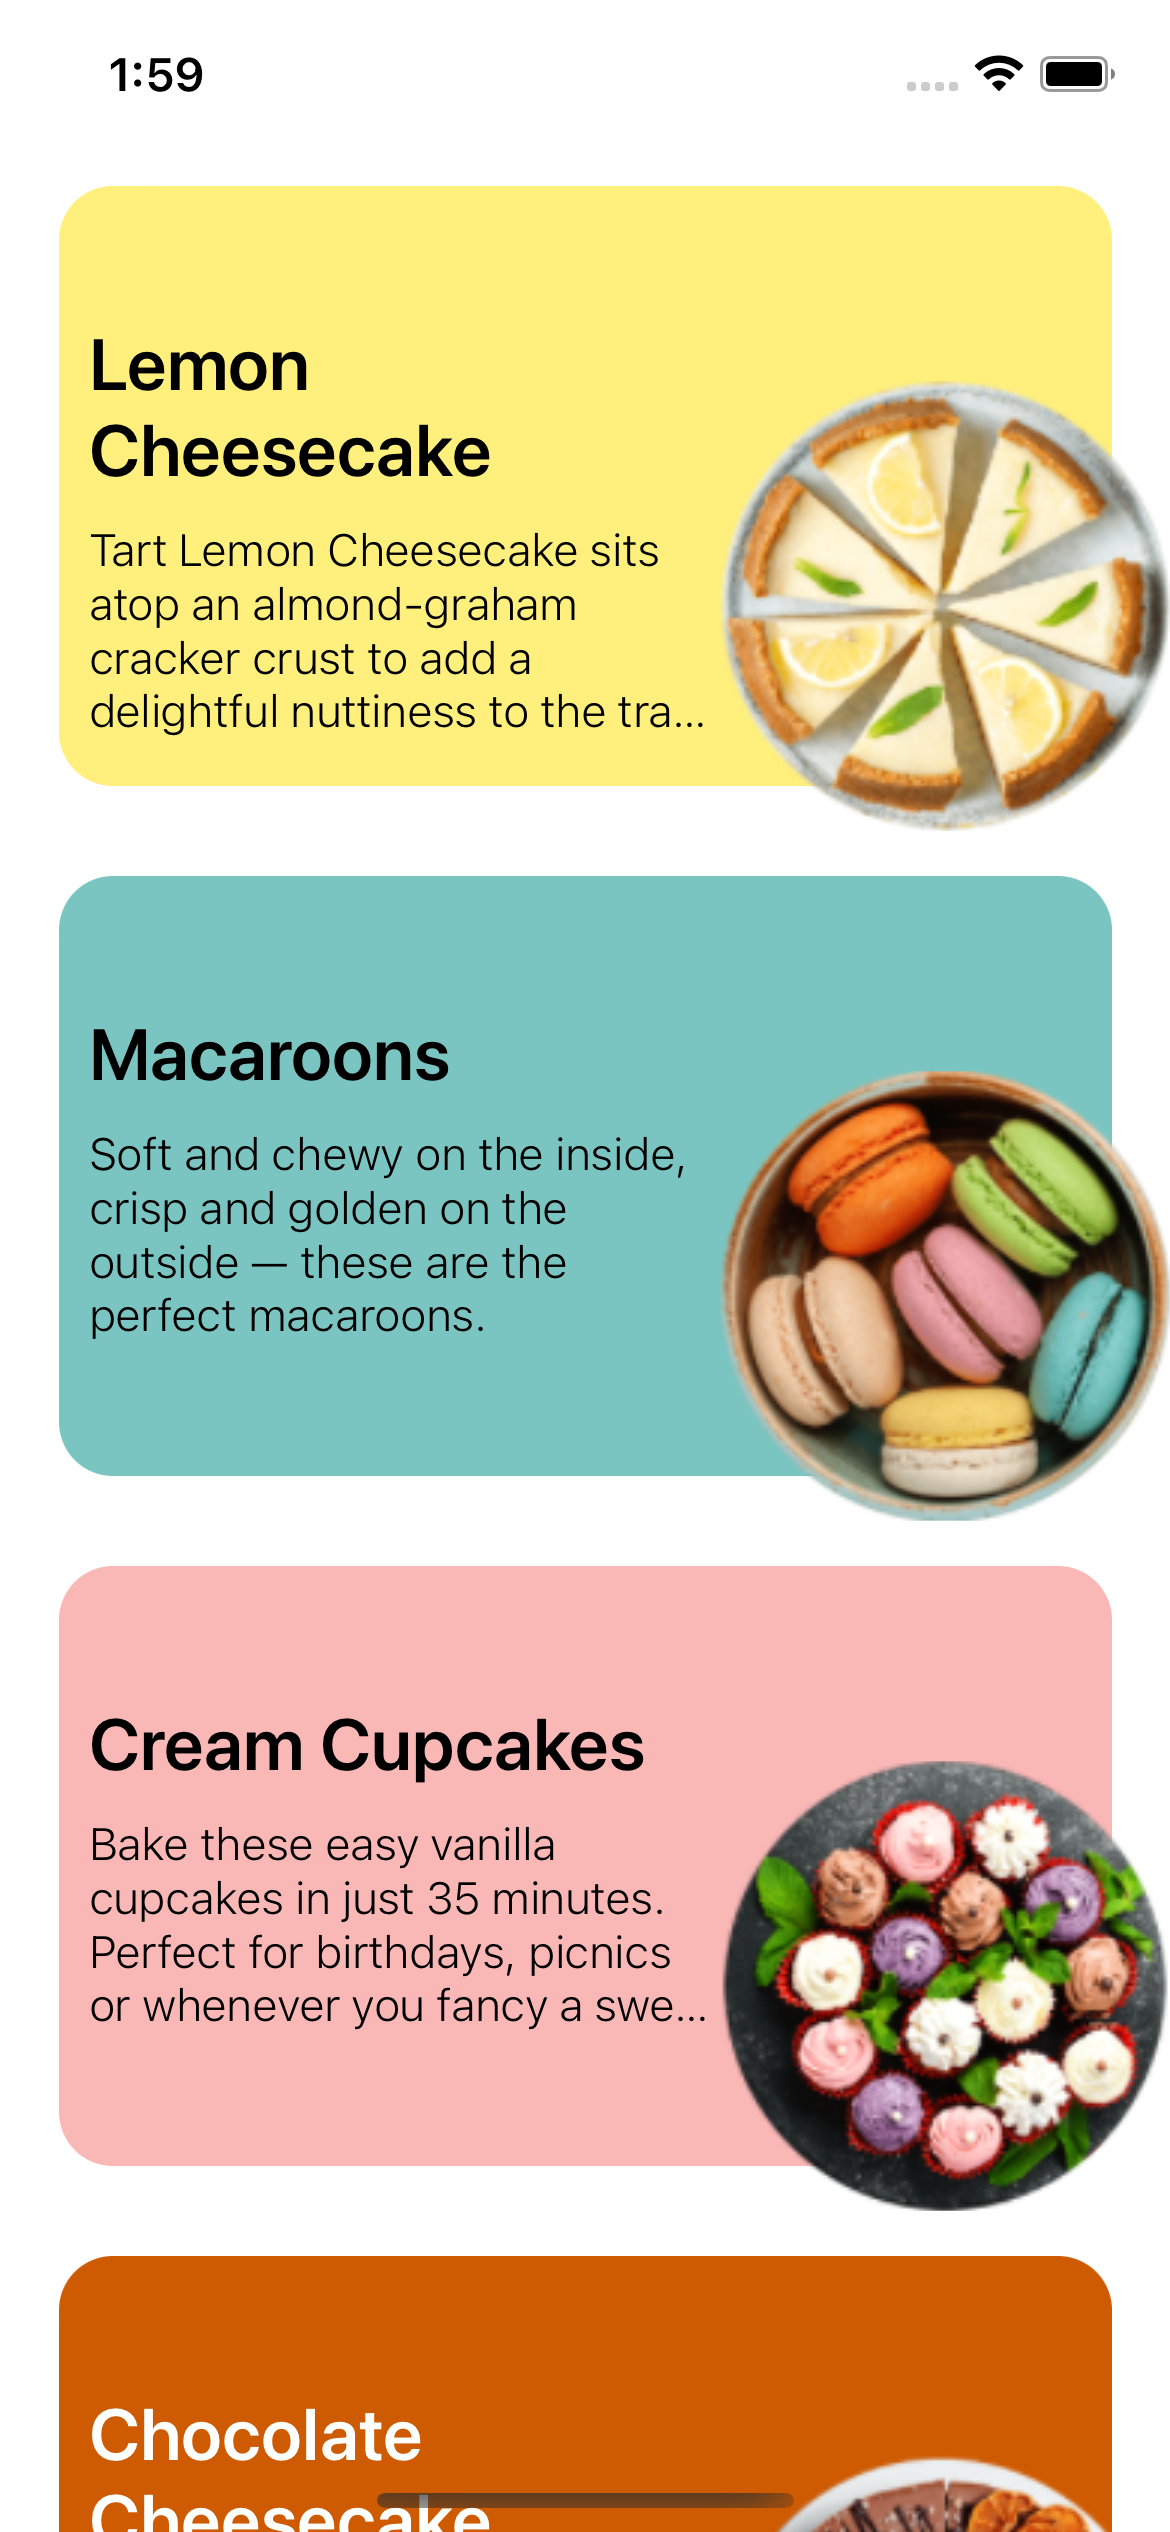 1:59
Lemon
Cheesecake
Tart Lemon Cheesecake sits
atop an almond-graham
cracker crust to add a
delightful nuttiness to the tra...
Macaroons
Soft and chewy on the inside,
crisp and golden on the
outside — these are the
perfect macaroons.
Cream Cupcakes
Bake these easy vanilla
cupcakes in just 35 minutes.
Perfect for birthdays, picnics
or whenever you fancy a swe...
Chocolate
Cheesecake